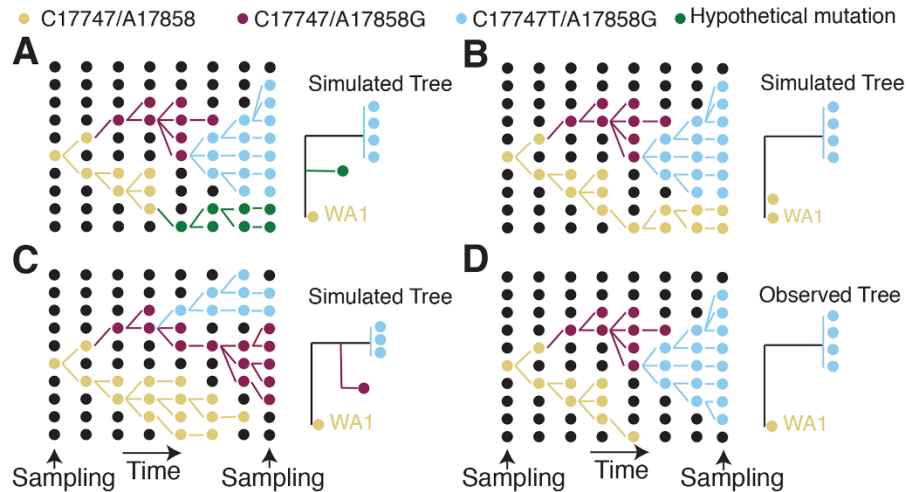 C17747/A17858 C17747/A17858G C17747T/A17858G Hypothetical mutation
A
Simulated Tree
WA1
B
Simulated Tree
WA1
C
Simulated Tree
WA1
D
Observed Tree
WA1
Sampling Time Sampling
Sampling Time Sampling